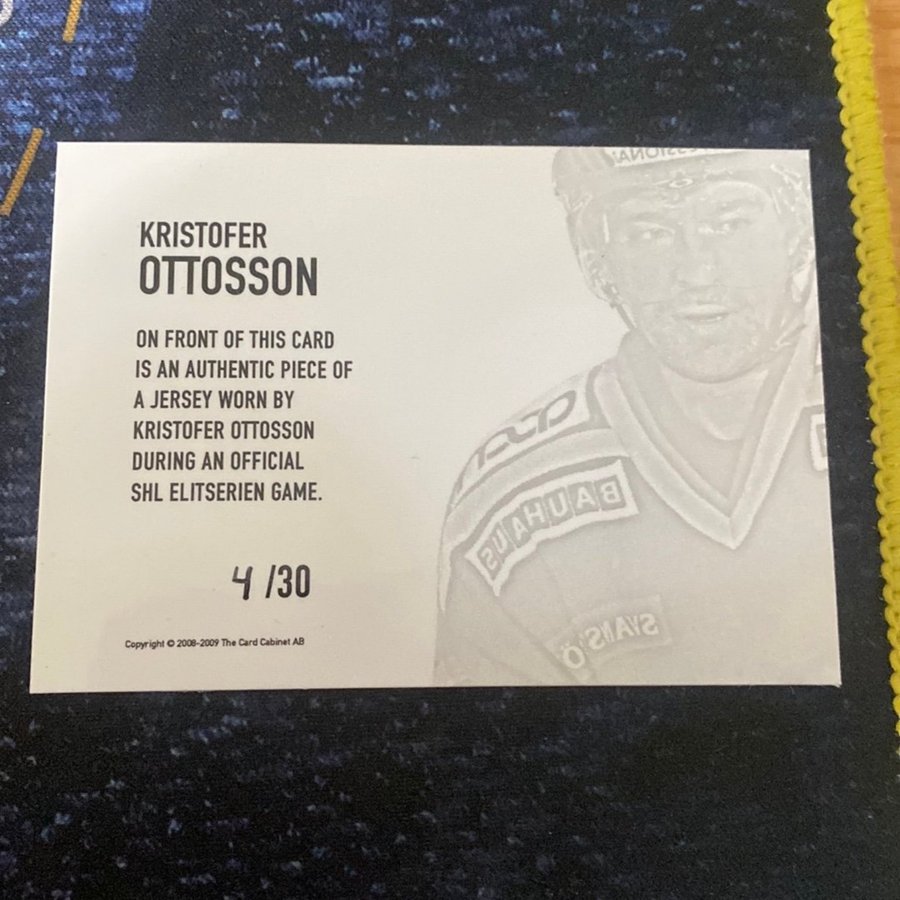 KRISTOFER
OTTOSSON
ON FRONT OF THIS CARD
IS AN AUTHENTIC PIECE OF
A JERSEY WORN BY
KRISTOFER OTTOSSON
DURING AN OFFICIAL
SHL ELITSERIEN GAME.
4/30
Copyright © 2008-2009 The Card Cabinet AB
BAUHAUS